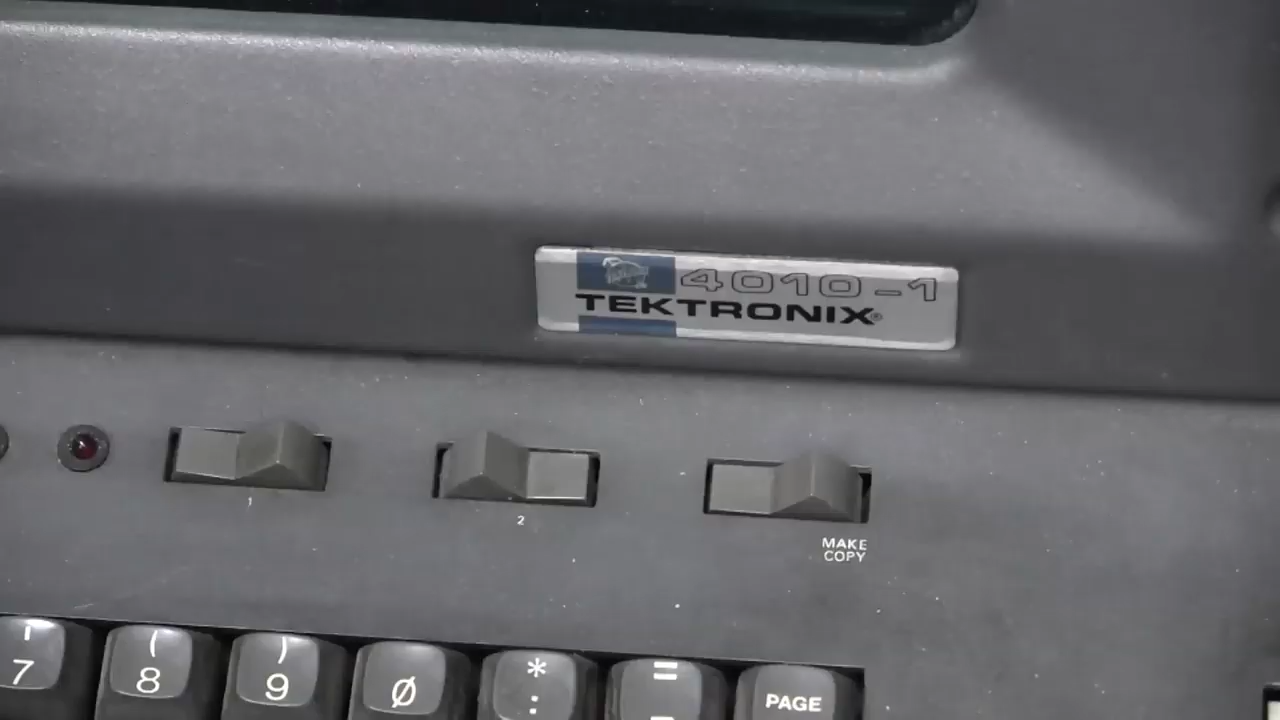 4010-1
TEKTRONIX®
1
2
MAKE
COPY
' ( ) * =
7 8 9 Ø : - PAGE